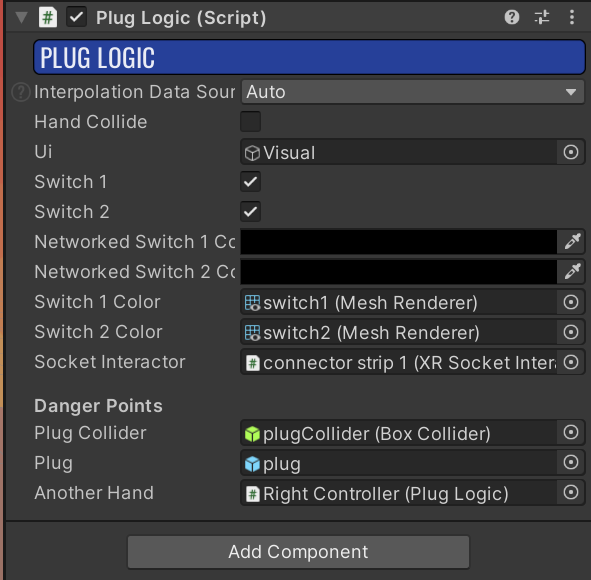 Plug Logic (Script)
PLUG LOGIC
Interpolation Data Sour Auto
Hand Collide
Ui Visual
Switch 1
Switch 2
Networked Switch 1 Co
Networked Switch 2 Co
Switch 1 Color switch1 (Mesh Renderer)
Switch 2 Color switch2 (Mesh Renderer)
Socket Interactor connector strip 1 (XR Socket Intera
Danger Points
Plug Collider plugCollider (Box Collider)
Plug plug
Another Hand Right Controller (Plug Logic)
Add Component